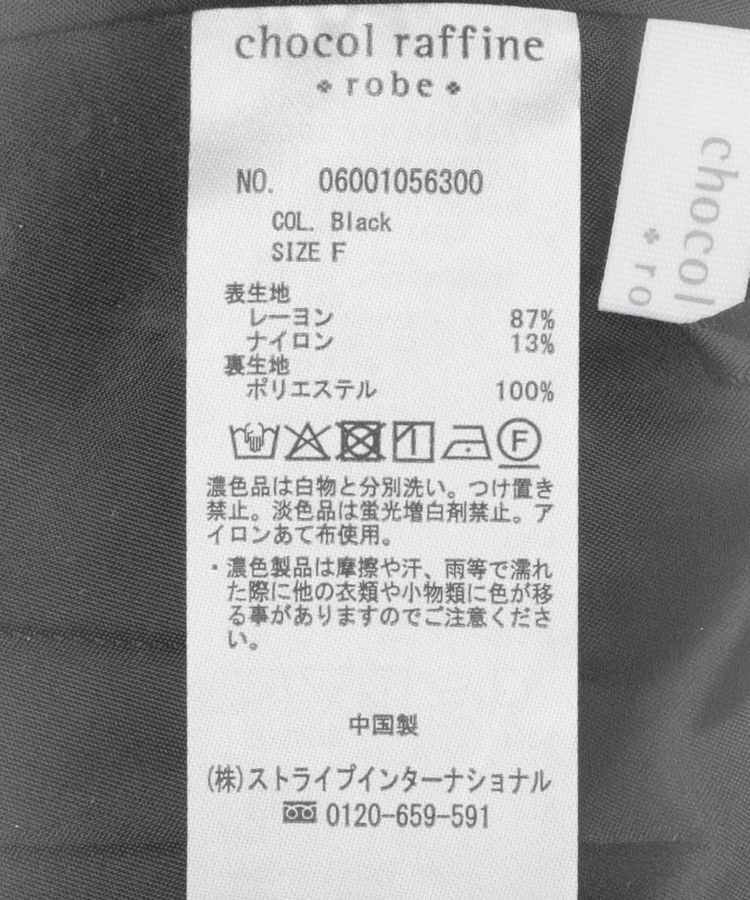 chocol raffine
robe
NO. 06001056300
COL. Black
SIZE F
表生地
レーヨン 87%
ナイロン 13%
裏生地
ポリエステル 100%
F
濃色品は白物と分別洗い。つけ置き
禁止。淡色品は蛍光増白剤禁止。ア
イロンあて布使用。
・濃色製品は摩擦や汗、雨等で濡れ
た際に他の衣類や小物類に色が移
る事がありますのでご注意くださ
い。
中国製
(株)ストライプインターナショナル
0120-659-591
chocol
ro